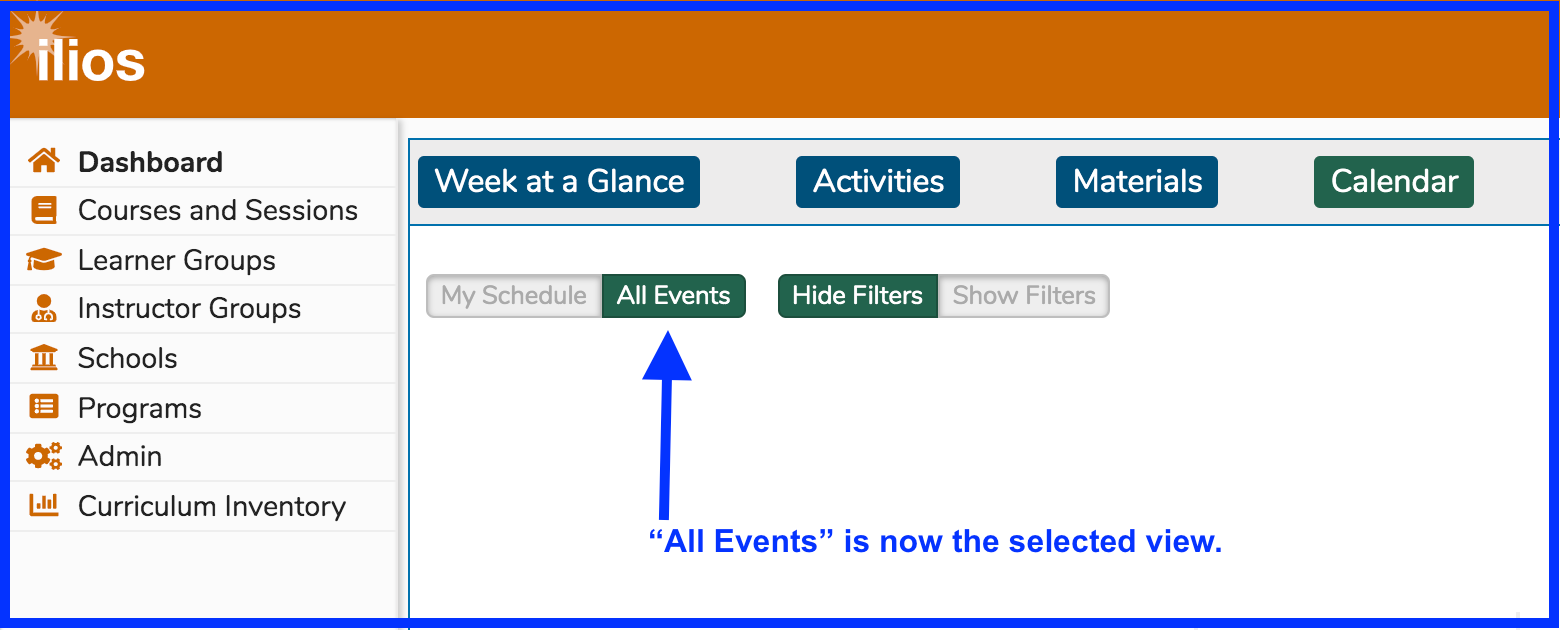 ilios
Dashboard
Courses and Sessions
Learner Groups
Instructor Groups
Schools
Programs
Admin
Curriculum Inventory
Week at a Glance Activities Materials Calendar
My Schedule All Events Hide Filters Show Filters
“All Events” is now the selected view.